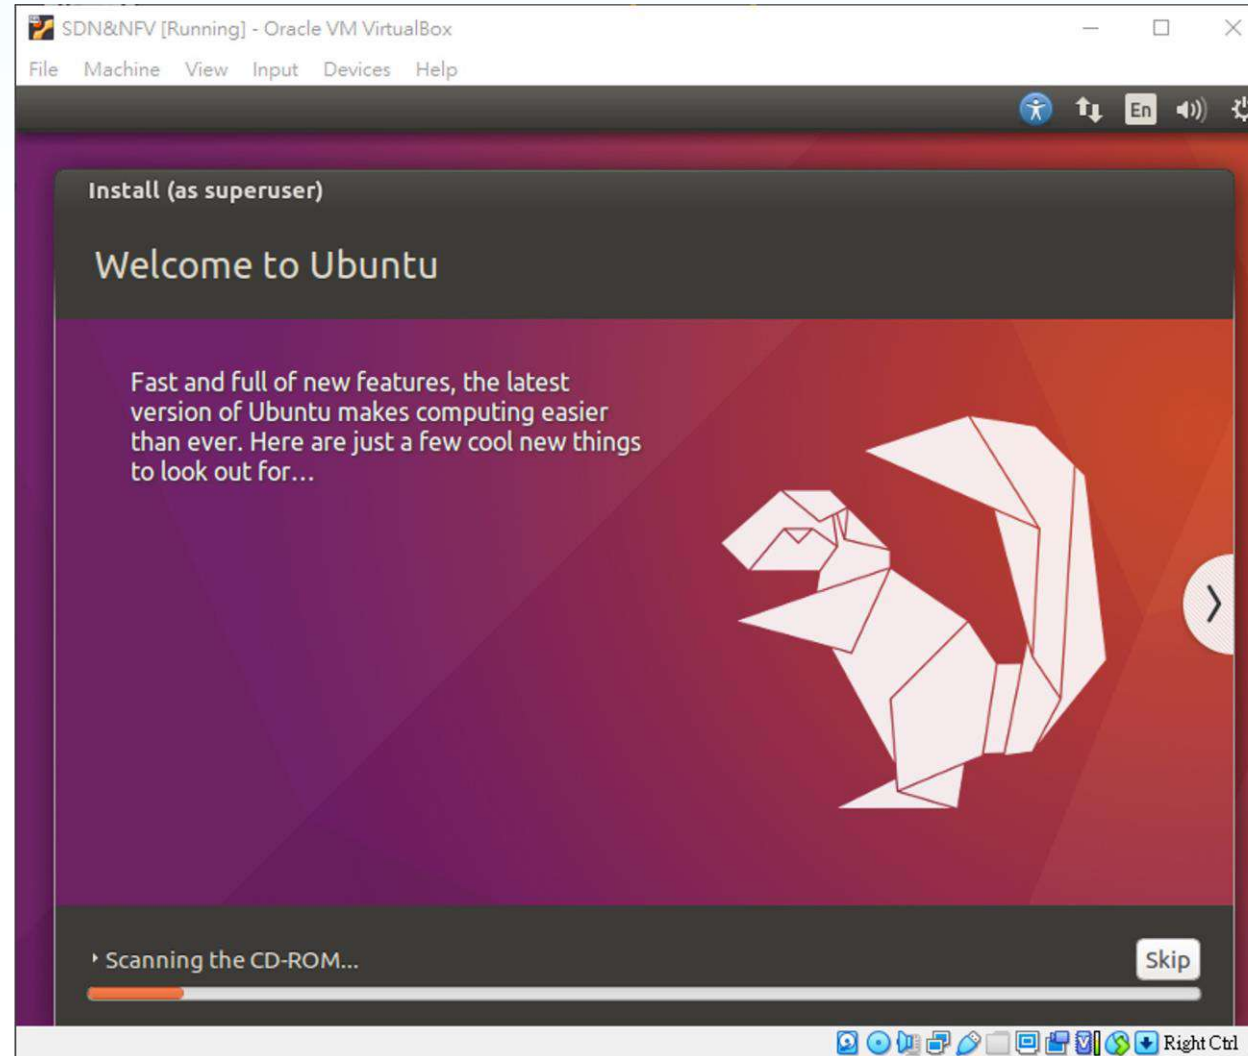 SDN&NFV [Running] - Oracle VM VirtualBox
File Machine View Input Devices Help
En
Install (as superuser)
Welcome to Ubuntu
Fast and full of new features, the latest
version of Ubuntu makes computing easier
than ever. Here are just a few cool new things
to look out for…
Scanning the CD-ROM...
Skip
Right Ctrl